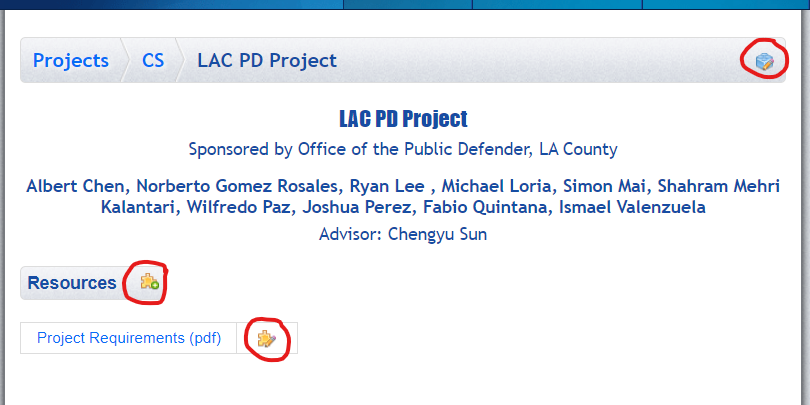 Projects CS LAC PD Project
LAC PD Project
Sponsored by Office of the Public Defender, LA County
Albert Chen, Norberto Gomez Rosales, Ryan Lee , Michael Loria, Simon Mai, Shahram Mehri
Kalantari, Wilfredo Paz, Joshua Perez, Fabio Quintana, Ismael Valenzuela
Advisor: Chengyu Sun
Resources
Project Requirements (pdf)